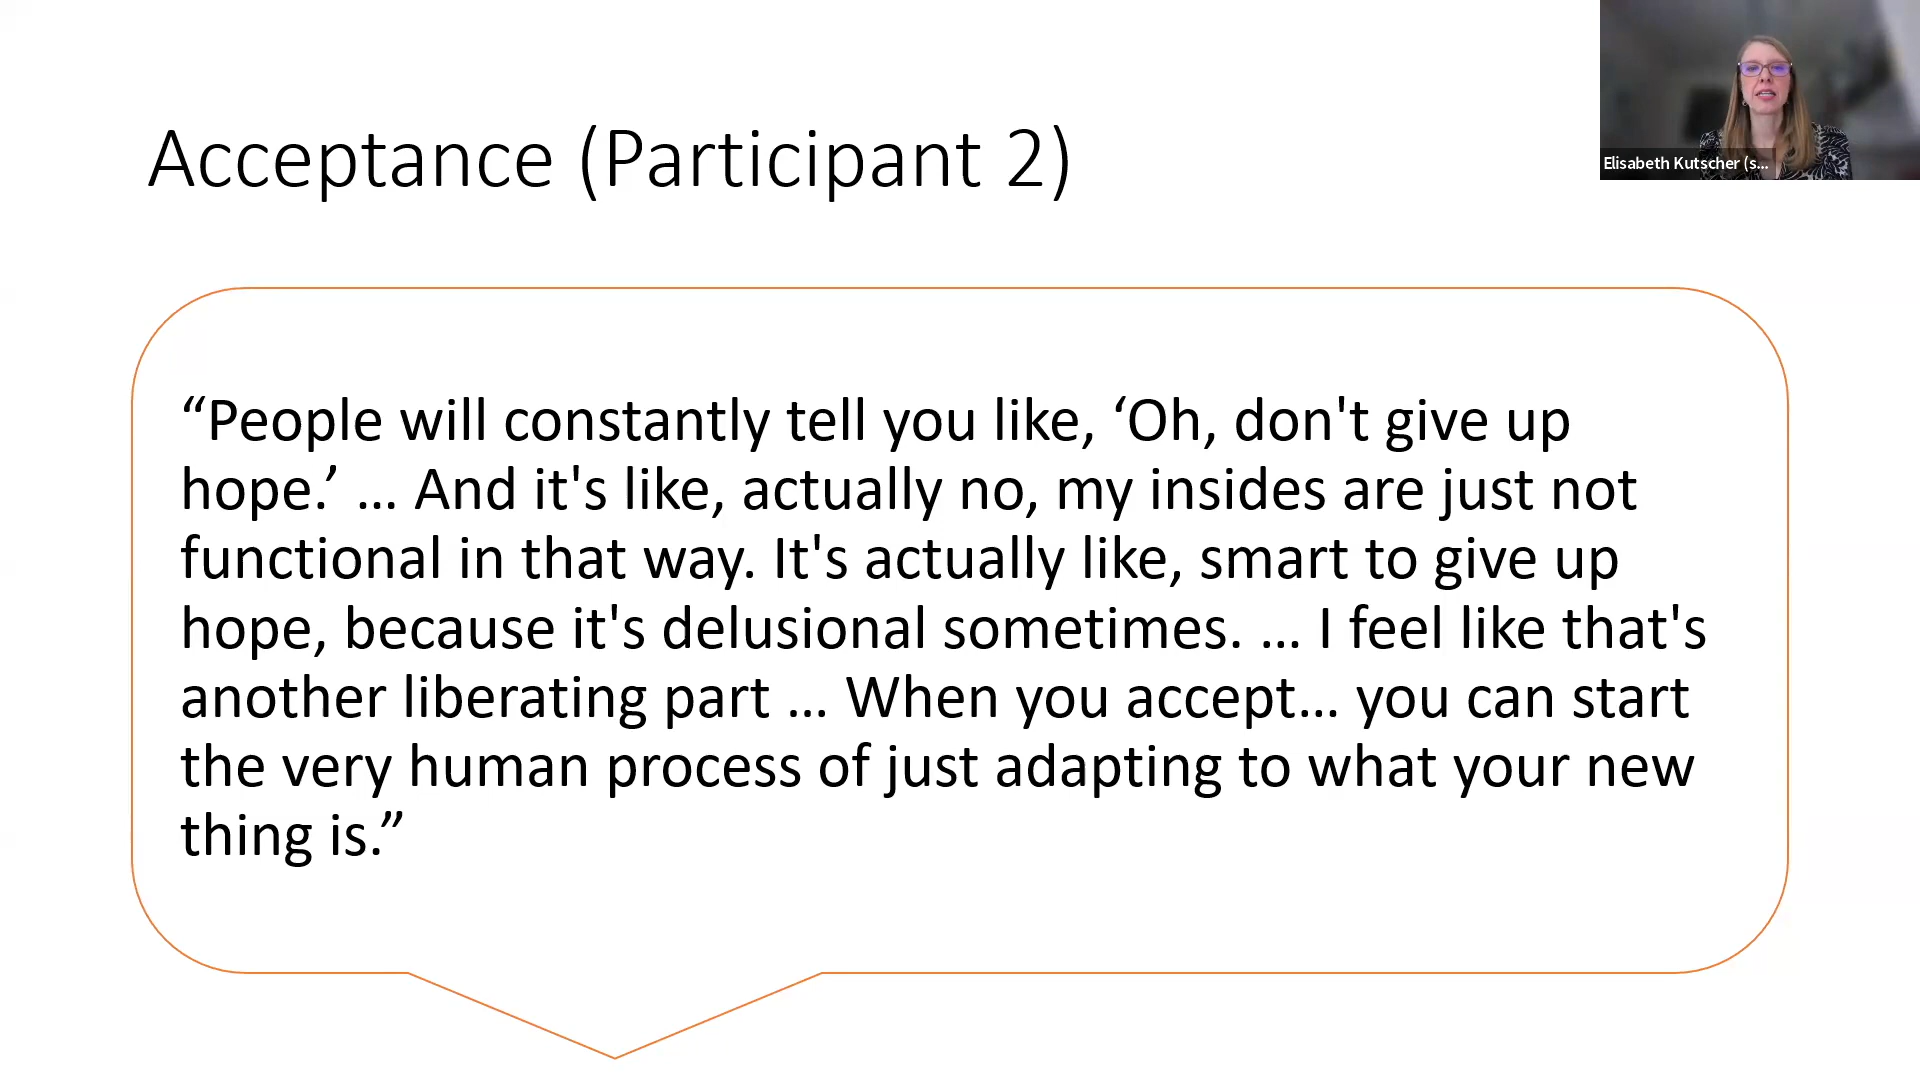 Elisabeth Kutscher (s...
Acceptance (Participant 2)
“People will constantly tell you like, ‘Oh, don't give up
hope.’ … And it's like, actually no, my insides are just not
functional in that way. It's actually like, smart to give up
hope, because it's delusional sometimes. … I feel like that's
another liberating part … When you accept… you can start
the very human process of just adapting to what your new
thing is.”